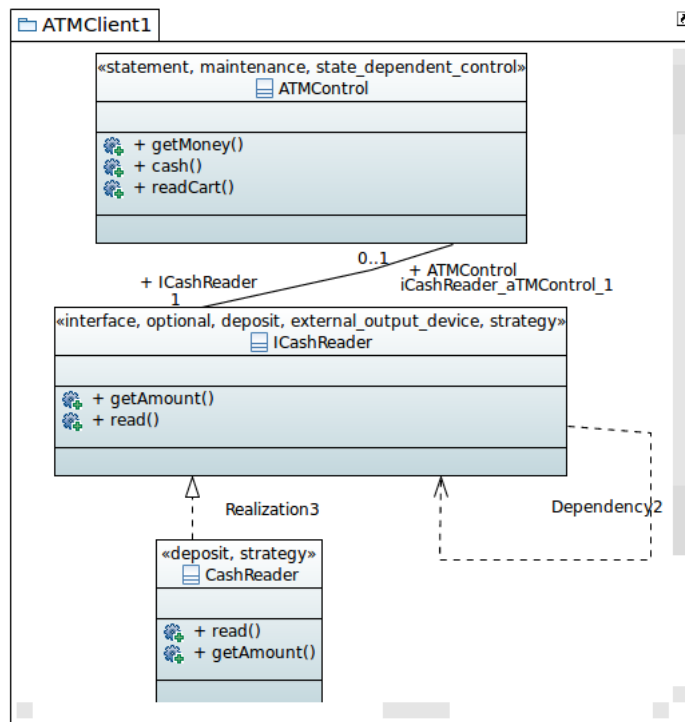 ATMClient1
«statement, maintenance, state_dependent_control»
ATMControl
+ getMoney()
+ cash()
+ readCart()
0..1
+ ATMControl
+ ICashReader
iCashReader_aTMControl_1
1
«interface, optional, deposit, external_output_device, strategy»
ICashReader
+ getAmount()
+ read()
Realization3
Dependency2
«deposit, strategy»
CashReader
+ read()
+ getAmount()